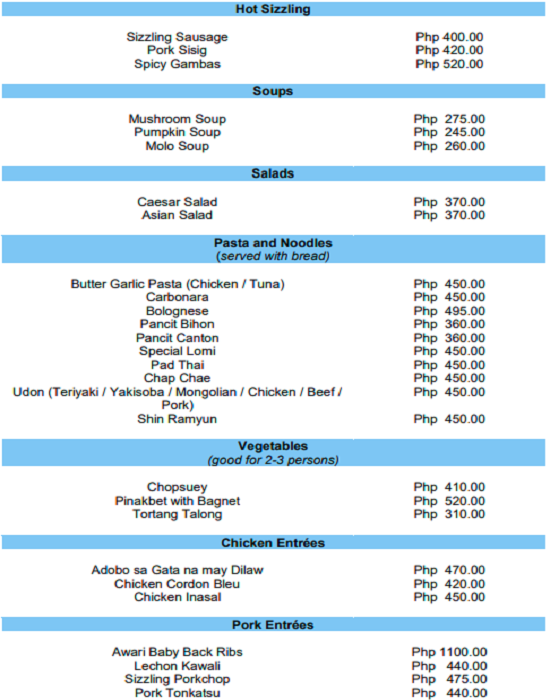 Hot Sizzling
Sizzling Sausage Php 400.00
Pork Sisig Php 420.00
Spicy Gambas Php 520.00
Soups
Mushroom Soup Php 275.00
Pumpkin Soup Php 245.00
Molo Soup Php 260.00
Salads
Caesar Salad Php 370.00
Asian Salad Php 370.00
Pasta and Noodles
(served with bread)
Butter Garlic Pasta (Chicken / Tuna) Php 450.00
Carbonara Php 450.00
Bolognese Php 495.00
Pancit Bihon Php 360.00
Pancit Canton Php 360.00
Special Lomi Php 450.00
Pad Thai Php 450.00
Chap Chae Php 450.00
Udon (Teriyaki / Yakisoba / Mongolian / Chicken / Beef / Php 450.00
Pork)
Shin Ramyun Php 450.00
Vegetables
(good for 2-3 persons)
Chopsuey Php 410.00
Pinakbet with Bagnet Php 520.00
Tortang Talong Php 310.00
Chicken Entrées
Adobo sa Gata na may Dilaw Php 470.00
Chicken Cordon Bleu Php 420.00
Chicken Inasal Php 450.00
Pork Entrées
Awari Baby Back Ribs Php 1100.00
Lechon Kawali Php 440.00
Sizzling Porkchop Php 475.00
Pork Tonkatsu Php 440.00